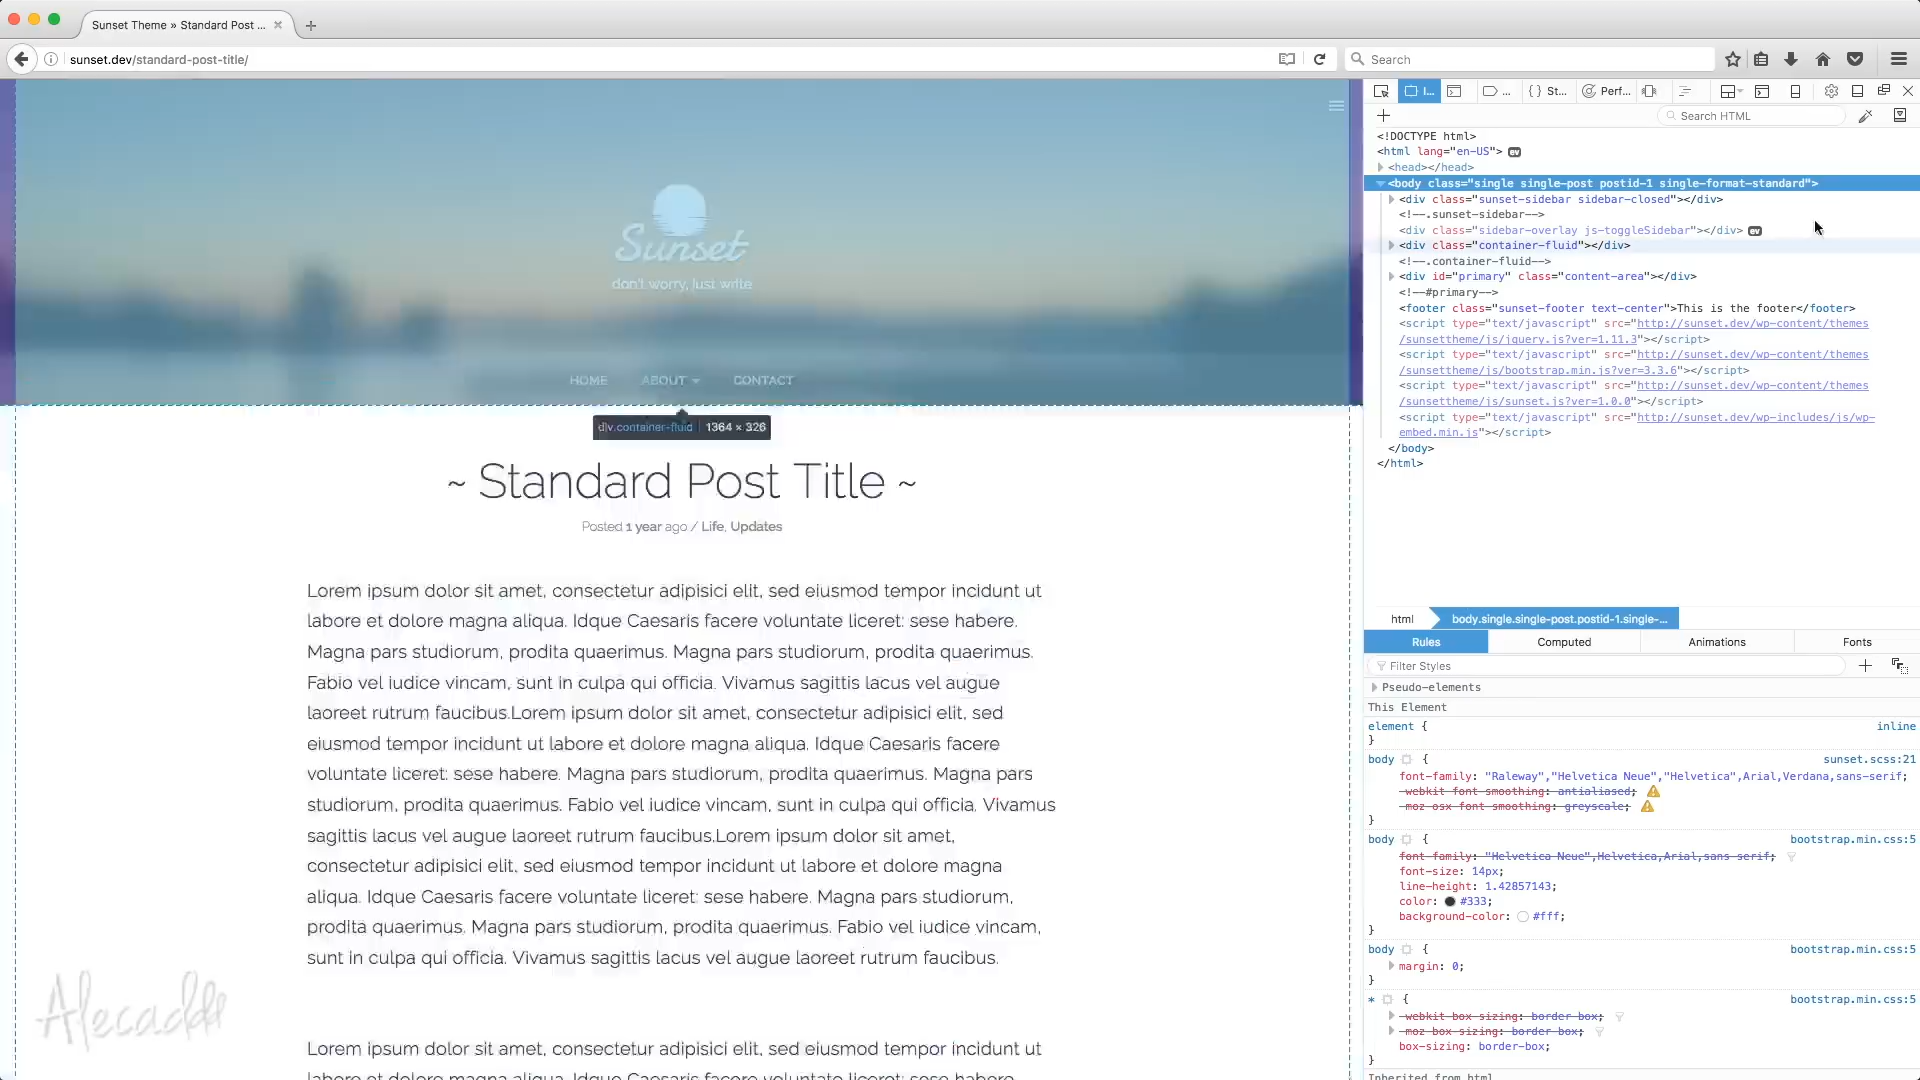 Sunset Theme » Standard Post ...
sunset.dev/standard-post-title/
Search
Sunset
don't worry, just write
HOME ABOUT CONTACT
div.container-fluid 1364 × 326
~ Standard Post Title ~
Posted 1 year ago / Life, Updates
Lorem ipsum dolor sit amet, consectetur adipisici elit, sed eiusmod tempor incidunt ut
labore et dolore magna aliqua. Idque Caesaris facere voluntate liceret: sese habere.
Magna pars studiorum, prodita quaerimus. Magna pars studiorum, prodita quaerimus.
Fabio vel iudice vincam, sunt in culpa qui officia. Vivamus sagittis lacus vel augue
laoreet rutrum faucibus.Lorem ipsum dolor sit amet, consectetur adipisici elit, sed
eiusmod tempor incidunt ut labore et dolore magna aliqua. Idque Caesaris facere
voluntate liceret: sese habere. Magna pars studiorum, prodita quaerimus. Magna pars
studiorum, prodita quaerimus. Fabio vel iudice vincam, sunt in culpa qui officia. Vivamus
sagittis lacus vel augue laoreet rutrum faucibus.Lorem ipsum dolor sit amet,
consectetur adipisici elit, sed eiusmod tempor incidunt ut labore et dolore magna
aliqua. Idque Caesaris facere voluntate liceret: sese habere. Magna pars studiorum,
prodita quaerimus. Magna pars studiorum, prodita quaerimus. Fabio vel iudice vincam,
sunt in culpa qui officia. Vivamus sagittis lacus vel augue laoreet rutrum faucibus.
Lorem ipsum dolor sit amet, consectetur adipisici elit, sed eiusmod tempor incidunt ut
labore et dolore magna aliqua. Idque Caesaris facere voluntate liceret: sese habere.
Alecaddd
I... ... { } St... Perf...
Search HTML
<!DOCTYPE html>
<html lang="en-US"> ev
<head></head>
<body class="single single-post postid-1 single-format-standard">
<div class="sunset-sidebar sidebar-closed"></div>
<!--.sunset-sidebar-->
<div class="sidebar-overlay js-toggleSidebar"></div> ev
<div class="container-fluid"></div>
<!--.container-fluid-->
<div id="primary" class="content-area"></div>
<!--#primary-->
<footer class="sunset-footer text-center">This is the footer</footer>
<script type="text/javascript" src="http://sunset.dev/wp-content/themes
/sunsettheme/js/jquery.js?ver=1.11.3"></script>
<script type="text/javascript" src="http://sunset.dev/wp-content/themes
/sunsettheme/js/bootstrap.min.js?ver=3.3.6"></script>
<script type="text/javascript" src="http://sunset.dev/wp-content/themes
/sunsettheme/js/sunset.js?ver=1.0.0"></script>
<script type="text/javascript" src="http://sunset.dev/wp-includes/js/wp-
embed.min.js"></script>
</body>
</html>
html body.single.single-post.postid-1.single-...
Rules Computed Animations Fonts
Filter Styles
Pseudo-elements
This Element
element { inline
}
body { sunset.scss:21
font-family: "Raleway","Helvetica Neue","Helvetica",Arial,Verdana,sans-serif;
-webkit-font-smoothing: antialiased;
-moz-osx-font-smoothing: greyscale;
}
body { bootstrap.min.css:5
font-family: "Helvetica Neue",Helvetica,Arial,sans-serif;
font-size: 14px;
line-height: 1.42857143;
color: #333;
background-color: #fff;
}
body { bootstrap.min.css:5
margin: 0;
}
* { bootstrap.min.css:5
-webkit-box-sizing: border-box;
-moz-box-sizing: border-box;
box-sizing: border-box;
}
Inherited from html